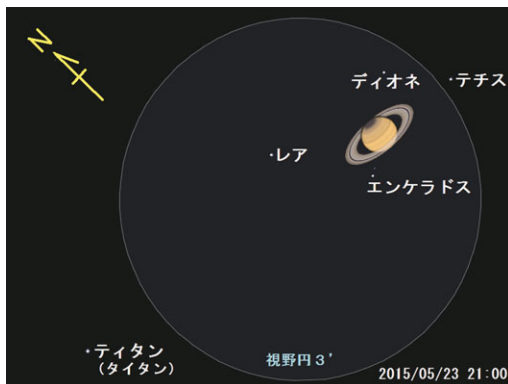 N
ディオネ
・テチス
・レア
エンケラドス
・ティタン
(タイタン)
視野円3'
2015/05/23 21:00